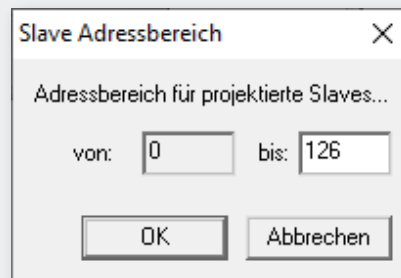 Slave Adressbereich
Adressbereich für projektierte Slaves...
von: 0 bis: 126
OK Abbrechen